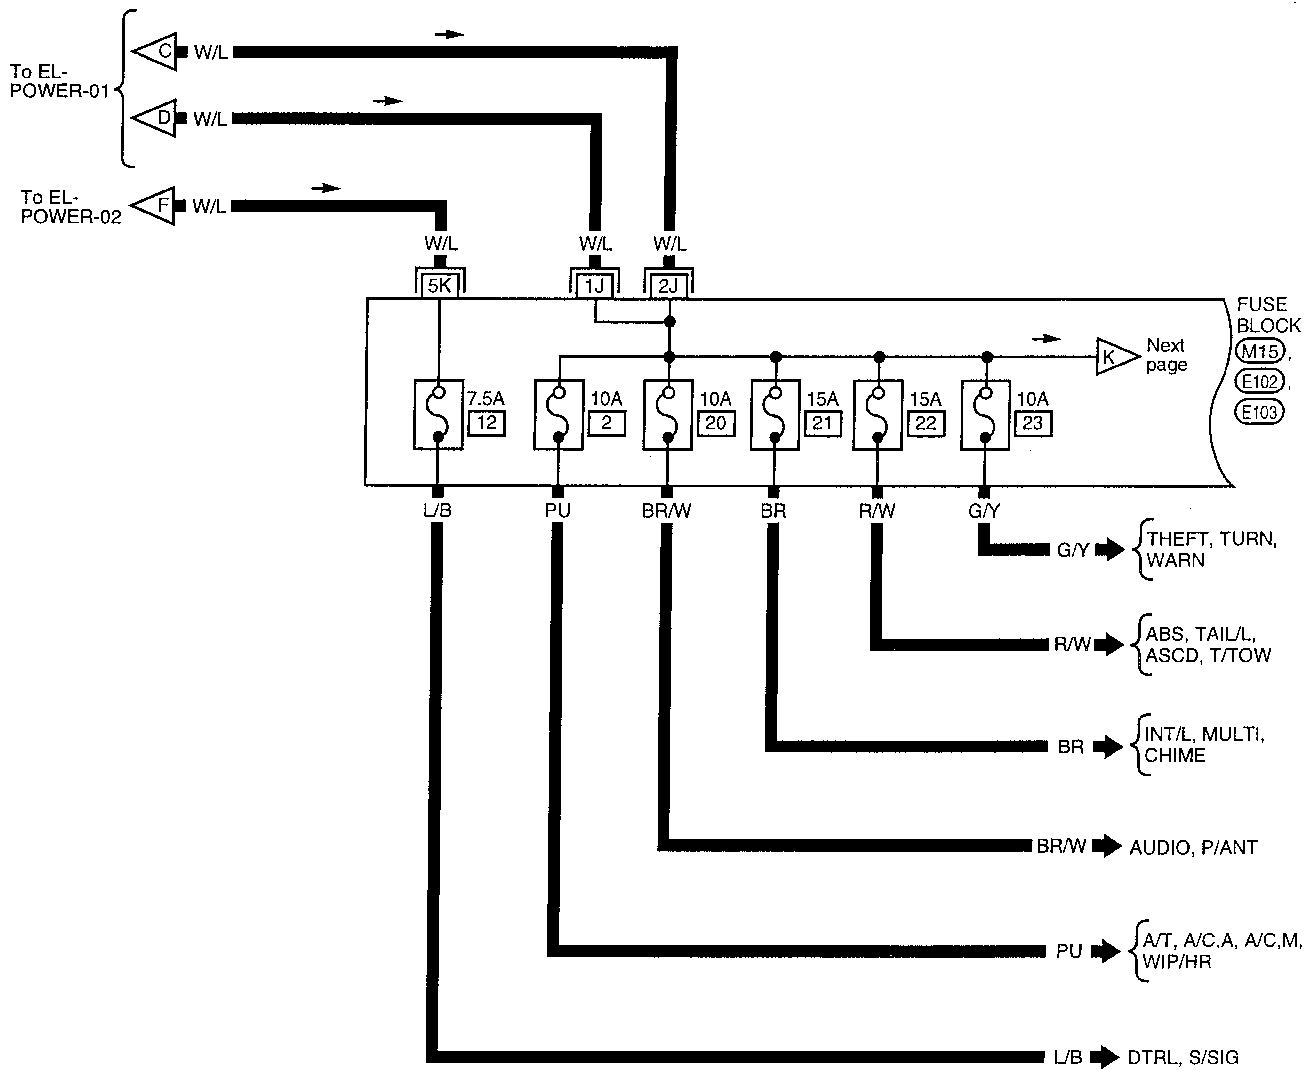 To EL-
POWER-01
C W/L
D W/L
To EL-
POWER-02
F W/L
W/L W/L W/L
5K 1J 2J
FUSE
BLOCK
M15,
E102,
E103
K Next
page
7.5A 10A 10A 15A 15A 10A
12 2 20 21 22 23
L/B PU BR/W BR R/W G/Y
G/Y THEFT, TURN,
WARN
R/W ABS, TAIL/L,
ASCD, T/TOW
BR INT/L, MULTI,
CHIME
BR/W AUDIO, P/ANT
PU A/T, A/C,A, A/C,M,
WIP/HR
L/B DTRL, S/SIG